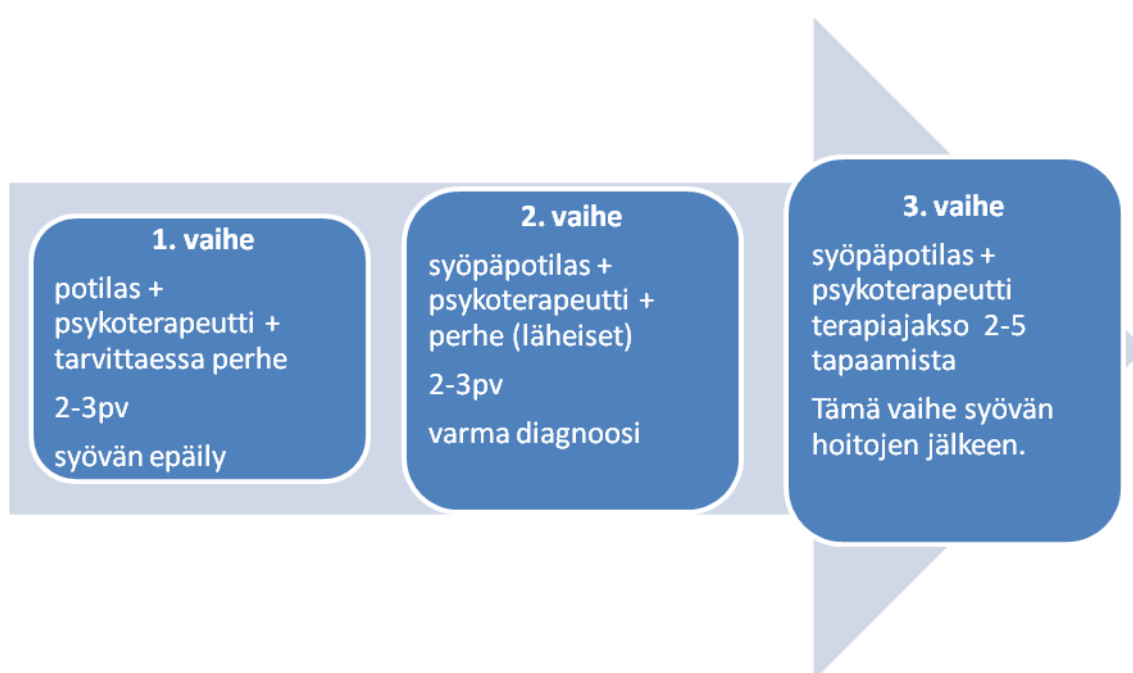 1. vaihe
potilas +
psykoterapeutti +
tarvittaessa perhe
2-3pv
syövän epäily
2. vaihe
syöpäpotilas +
psykoterapeutti +
perhe (läheiset)
2-3pv
varma diagnoosi
3. vaihe
syöpäpotilas +
psykoterapeutti
terapiajakso 2-5
tapaamista
Tämä vaihe syövän
hoitojen jälkeen.